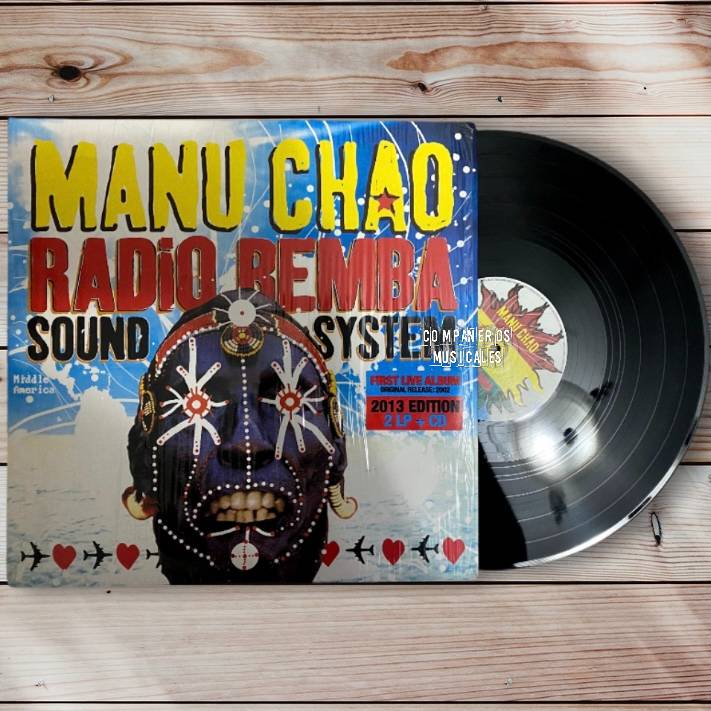 MANU CHAO
RADiO BEMBA
SOUND SYSTEM
COMPAÑEROS
MUSICALES
Middle
America
FIRST LIVE ALBUM
ORIGINAL RELEASE: 2002
2013 EDITION
2 LP + CD
MANU CHAO